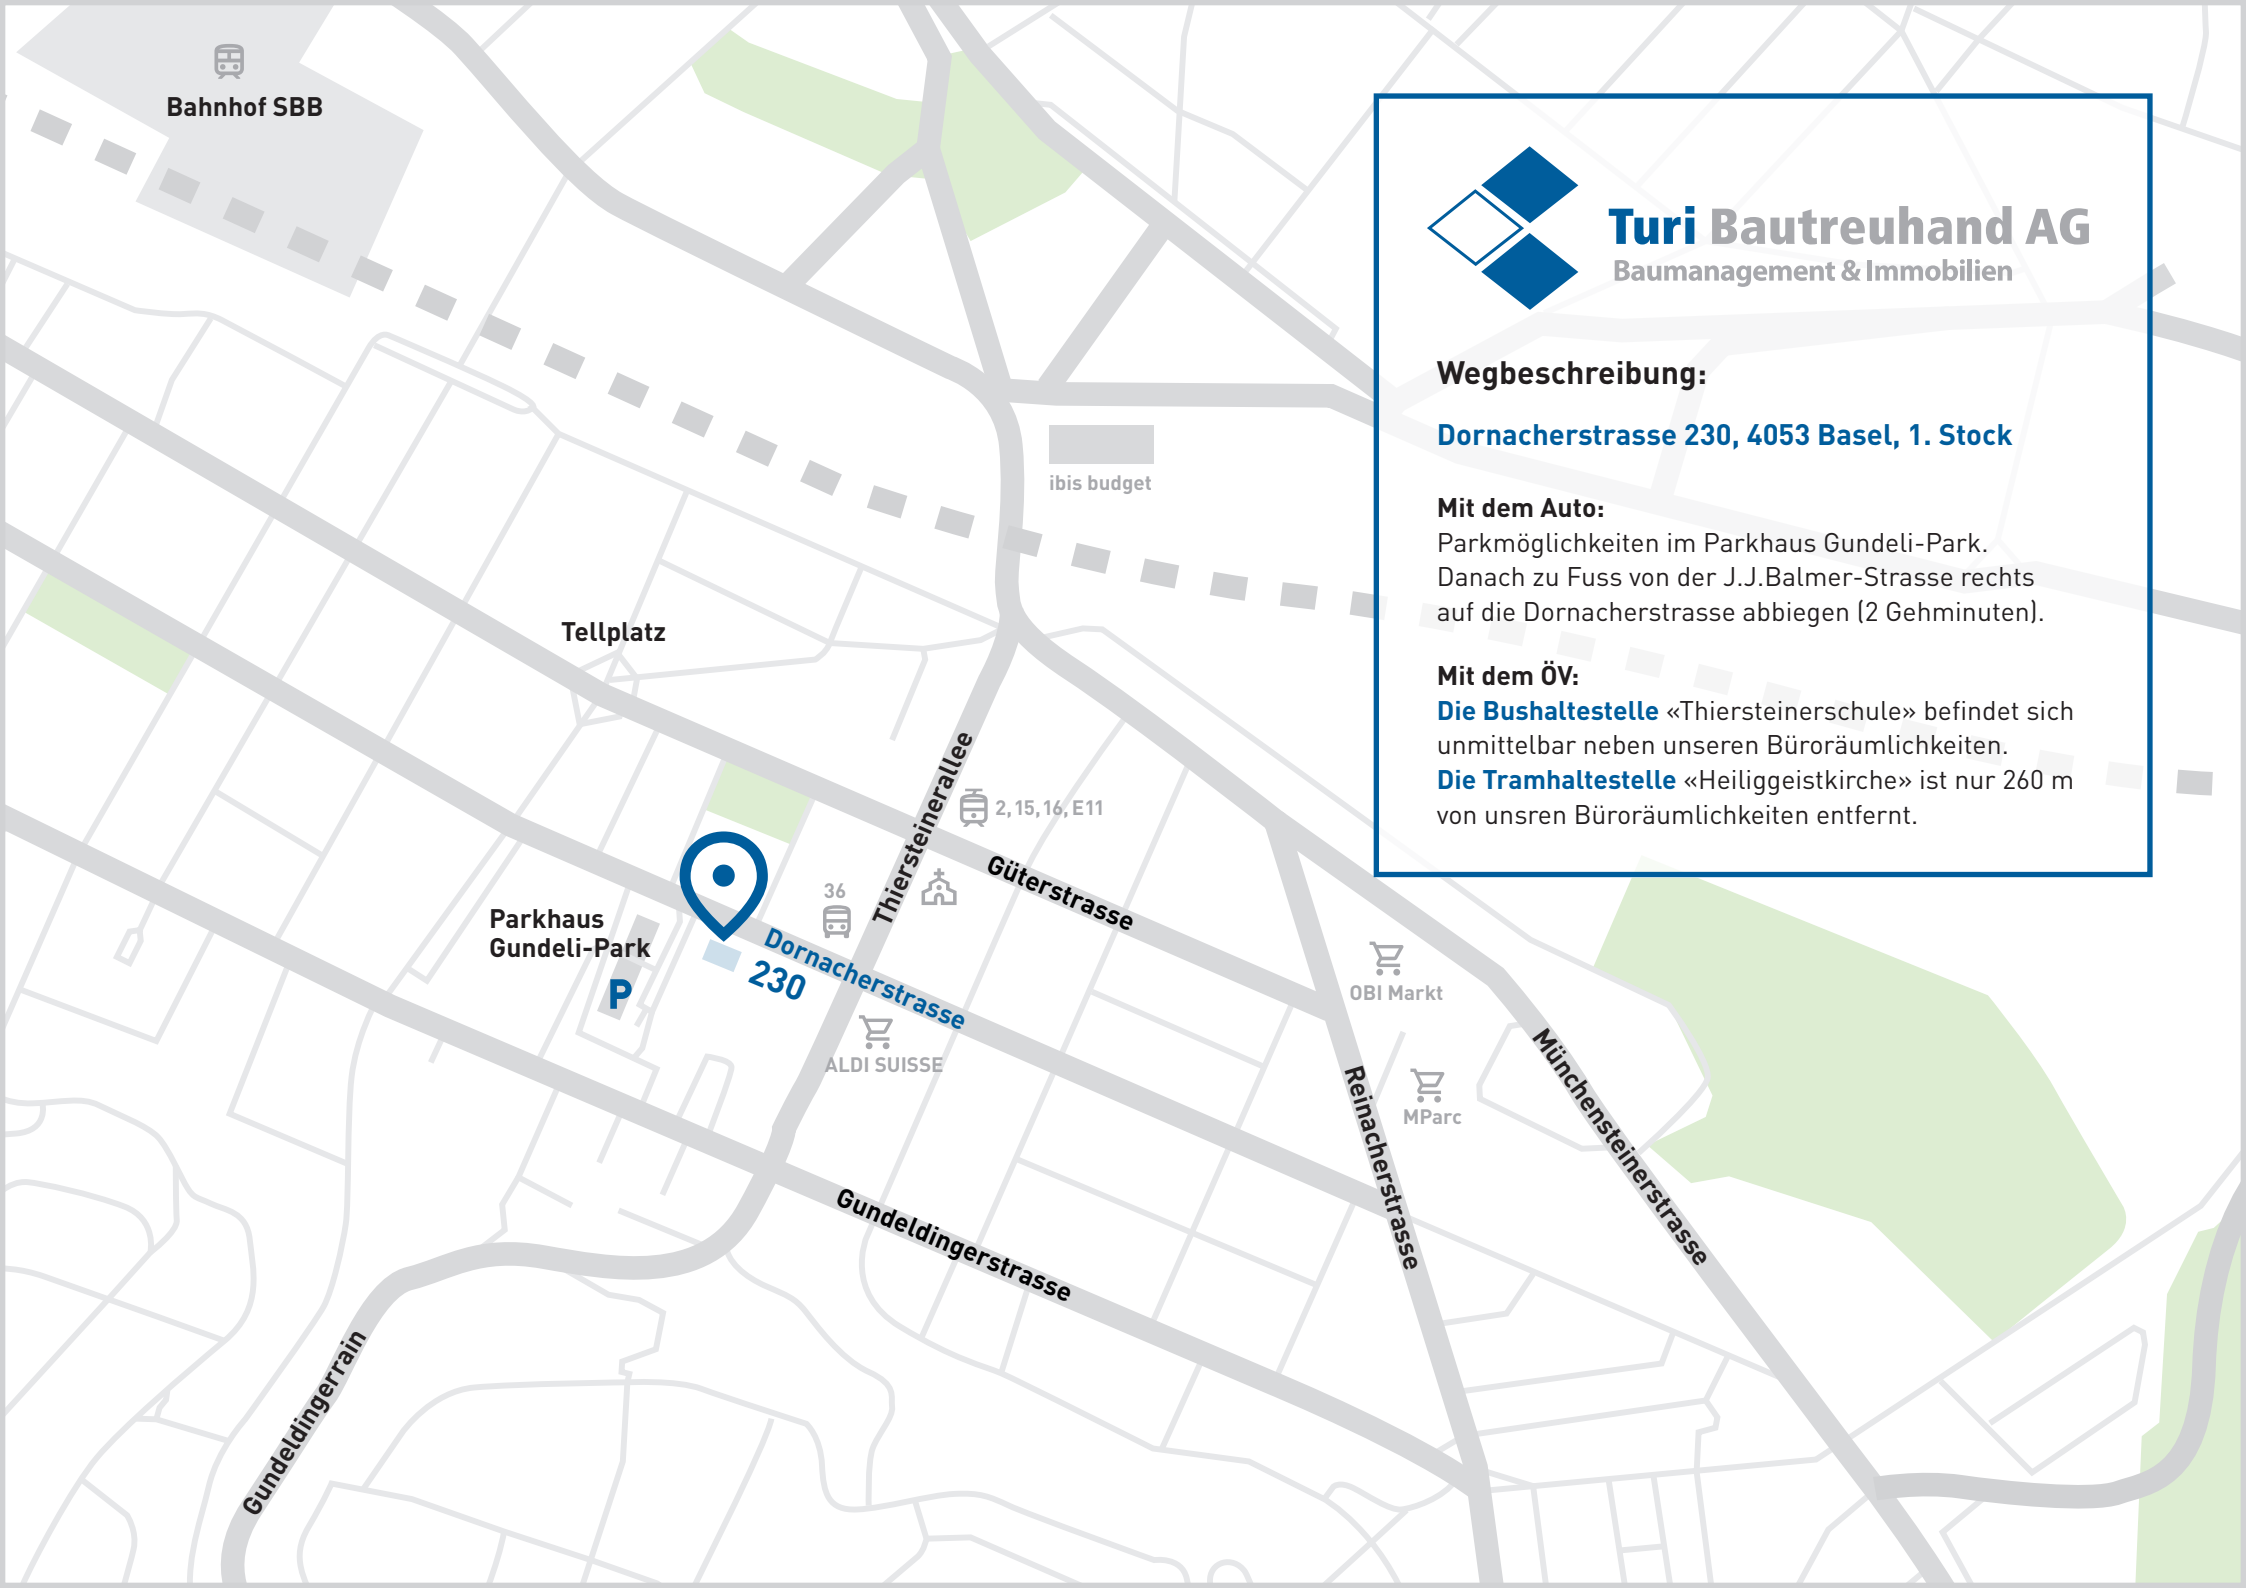 Bahnhof SBB
Turi Bautreuhand AG
Baumanagement & Immobilien
Wegbeschreibung:
Dornacherstrasse 230, 4053 Basel, 1. Stock
Mit dem Auto:
Parkmöglichkeiten im Parkhaus Gundeli-Park.
Danach zu Fuss von der J.J.Balmer-Strasse rechts
auf die Dornacherstrasse abbiegen (2 Gehminuten).
Mit dem ÖV:
Die Bushaltestelle «Thiersteinerschule» befindet sich
unmittelbar neben unseren Büroräumlichkeiten.
Die Tramhaltestelle «Heiliggeistkirche» ist nur 260 m
von unsren Büroräumlichkeiten entfernt.
ibis budget
Tellplatz
Thiersteinerallee
2, 15, 16, E11
Güterstrasse
36
Parkhaus
Gundeli-Park
P
Dornacherstrasse
230
ALDI SUISSE
OBI Markt
MParc
Reinacherstrasse
Münchensteinerstrasse
Gundeldingerstrasse
Gundeldingerrain